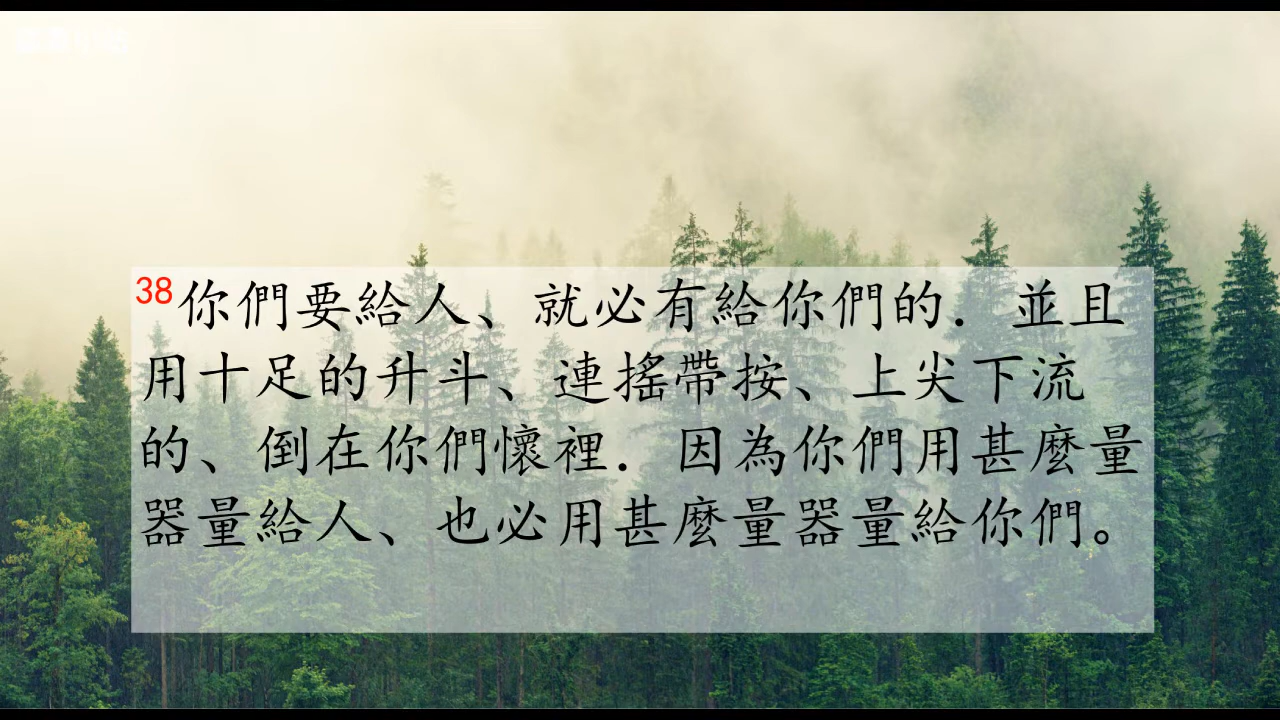 38你們要給人、就必有給你們的．並且
用十足的升斗、連搖帶按、上尖下流
的、倒在你們懷裡．因為你們用甚麼量
器量給人、也必用甚麼量器量給你們。